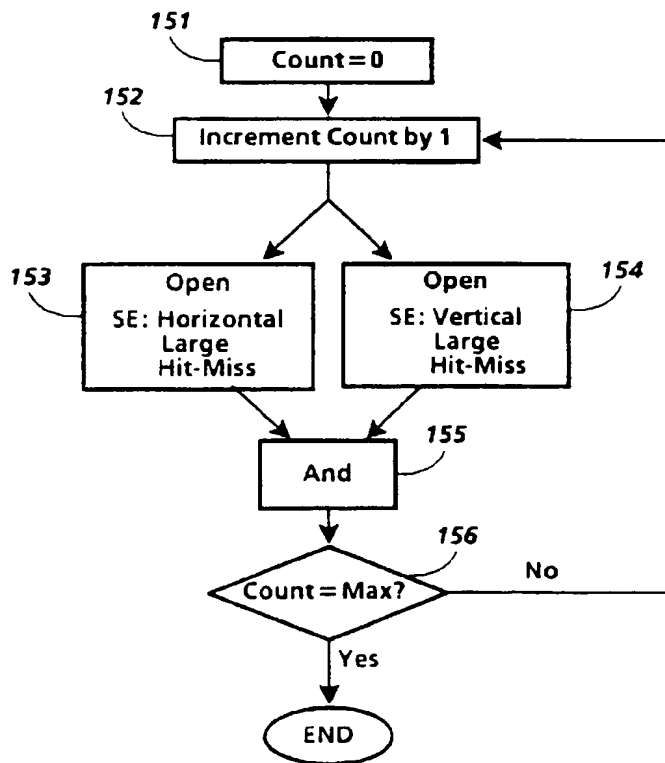 151
Count=0
152
Increment Count by 1
153
Open
SE: Horizontal
Large
Hit-Miss
154
Open
SE: Vertical
Large
Hit-Miss
155
And
156
Count=Max?
No
Yes
END